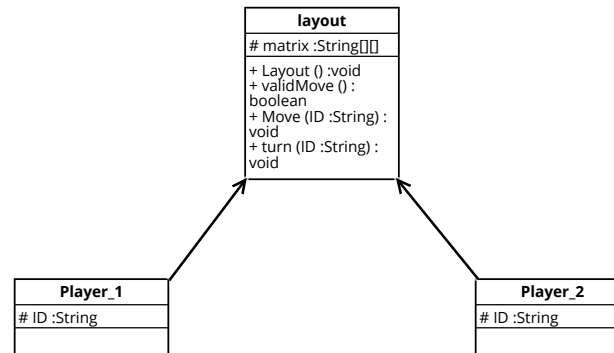 layout
# matrix :String[][]
+ Layout () :void
+ validMove () :
boolean
+ Move (ID :String) :
void
+ turn (ID :String) :
void
Player_1
# ID :String
Player_2
# ID :String